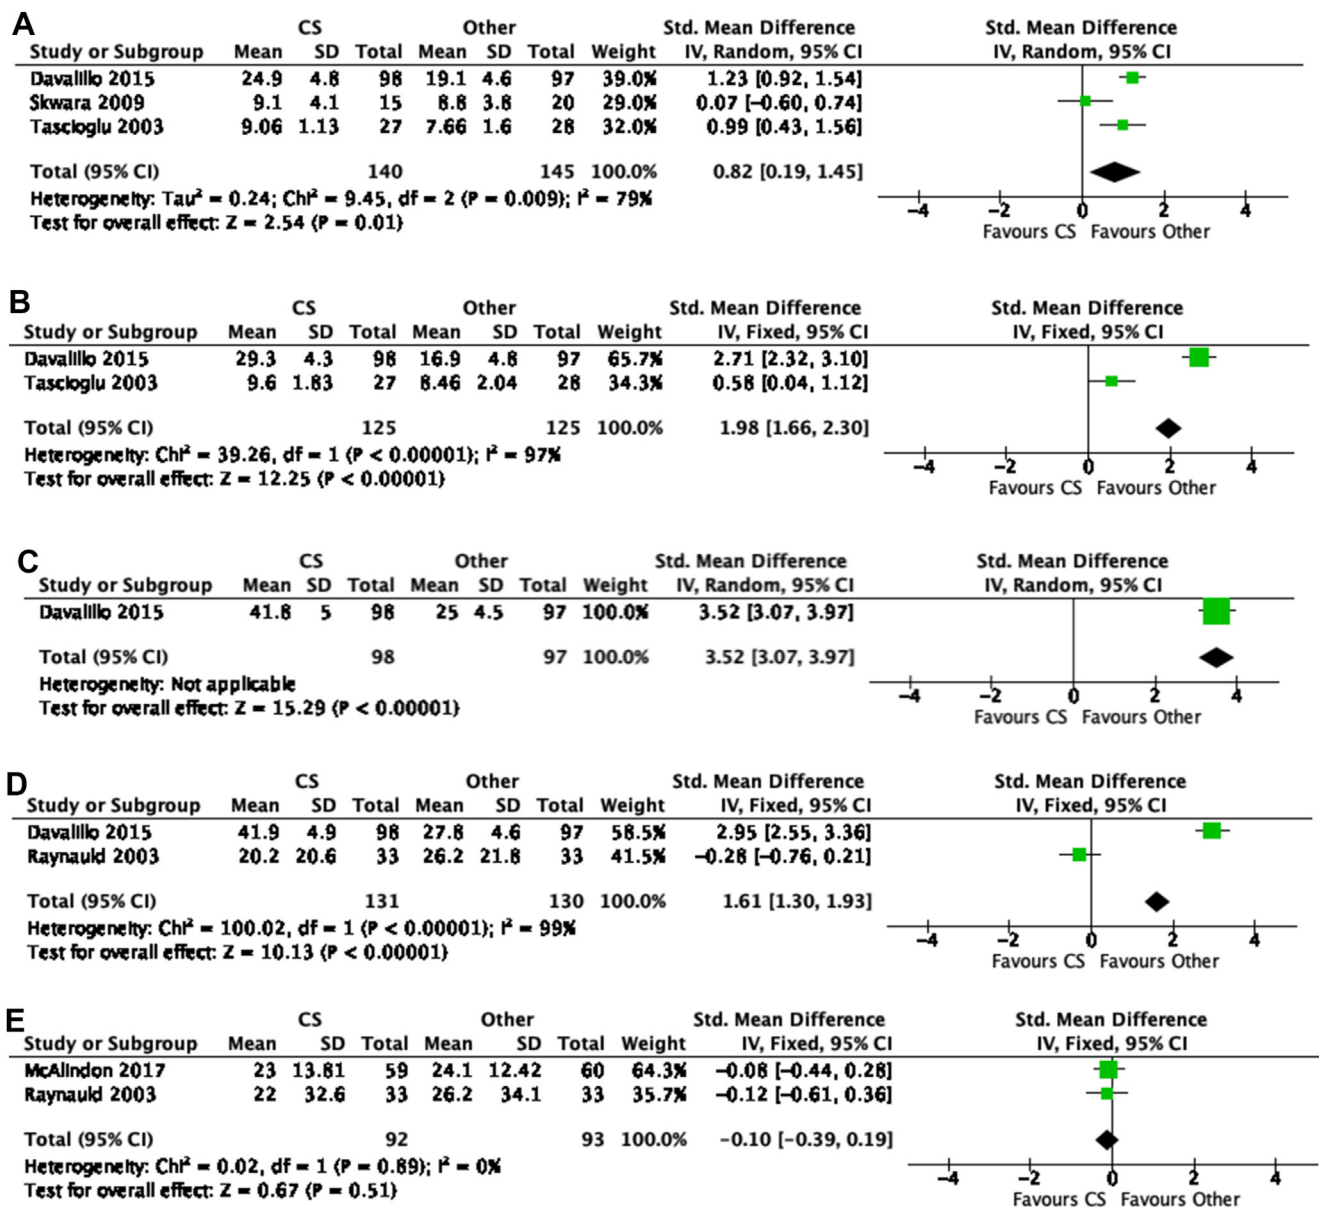 A
CS Other Std. Mean Difference Std. Mean Difference
Study or Subgroup Mean SD Total Mean SD Total Weight IV, Random, 95% CI IV, Random, 95% CI
Davalillo 2015 24.9 4.8 98 19.1 4.6 97 39.0% 1.23 [0.92, 1.54]
Skwara 2009 9.1 4.1 15 8.8 3.8 20 29.0% 0.07 [−0.60, 0.74]
Tascioglu 2003 9.06 1.13 27 7.66 1.6 28 32.0% 0.99 [0.43, 1.56]
Total (95% CI) 140 145 100.0% 0.82 [0.19, 1.45]
Heterogeneity: Tau² = 0.24; Chi² = 9.45, df = 2 (P = 0.009); I² = 79%
Test for overall effect: Z = 2.54 (P = 0.01)
−4 −2 0 2 4
Favours CS Favours Other
B
CS Other Std. Mean Difference Std. Mean Difference
Study or Subgroup Mean SD Total Mean SD Total Weight IV, Fixed, 95% CI IV, Fixed, 95% CI
Davalillo 2015 29.3 4.3 98 16.9 4.8 97 65.7% 2.71 [2.32, 3.10]
Tascioglu 2003 9.6 1.83 27 8.46 2.04 28 34.3% 0.58 [0.04, 1.12]
Total (95% CI) 125 125 100.0% 1.98 [1.66, 2.30]
Heterogeneity: Chi² = 39.26, df = 1 (P < 0.00001); I² = 97%
Test for overall effect: Z = 12.25 (P < 0.00001)
−4 −2 0 2 4
Favours CS Favours Other
C
CS Other Std. Mean Difference Std. Mean Difference
Study or Subgroup Mean SD Total Mean SD Total Weight IV, Random, 95% CI IV, Random, 95% CI
Davalillo 2015 41.8 5 98 25 4.5 97 100.0% 3.52 [3.07, 3.97]
Total (95% CI) 98 97 100.0% 3.52 [3.07, 3.97]
Heterogeneity: Not applicable
Test for overall effect: Z = 15.29 (P < 0.00001)
−4 −2 0 2 4
Favours CS Favours Other
D
CS Other Std. Mean Difference Std. Mean Difference
Study or Subgroup Mean SD Total Mean SD Total Weight IV, Fixed, 95% CI IV, Fixed, 95% CI
Davalillo 2015 41.9 4.9 98 27.8 4.6 97 58.5% 2.95 [2.55, 3.36]
Raynauld 2003 20.2 20.6 33 26.2 21.8 33 41.5% −0.28 [−0.76, 0.21]
Total (95% CI) 131 130 100.0% 1.61 [1.30, 1.93]
Heterogeneity: Chi² = 100.02, df = 1 (P < 0.00001); I² = 99%
Test for overall effect: Z = 10.13 (P < 0.00001)
−4 −2 0 2 4
Favours CS Favours Other
E
CS Other Std. Mean Difference Std. Mean Difference
Study or Subgroup Mean SD Total Mean SD Total Weight IV, Fixed, 95% CI IV, Fixed, 95% CI
McAlindon 2017 23 13.81 59 24.1 12.42 60 64.3% −0.08 [−0.44, 0.28]
Raynauld 2003 22 32.6 33 26.2 34.1 33 35.7% −0.12 [−0.61, 0.36]
Total (95% CI) 92 93 100.0% −0.10 [−0.39, 0.19]
Heterogeneity: Chi² = 0.02, df = 1 (P = 0.89); I² = 0%
Test for overall effect: Z = 0.67 (P = 0.51)
−4 −2 0 2 4
Favours CS Favours Other